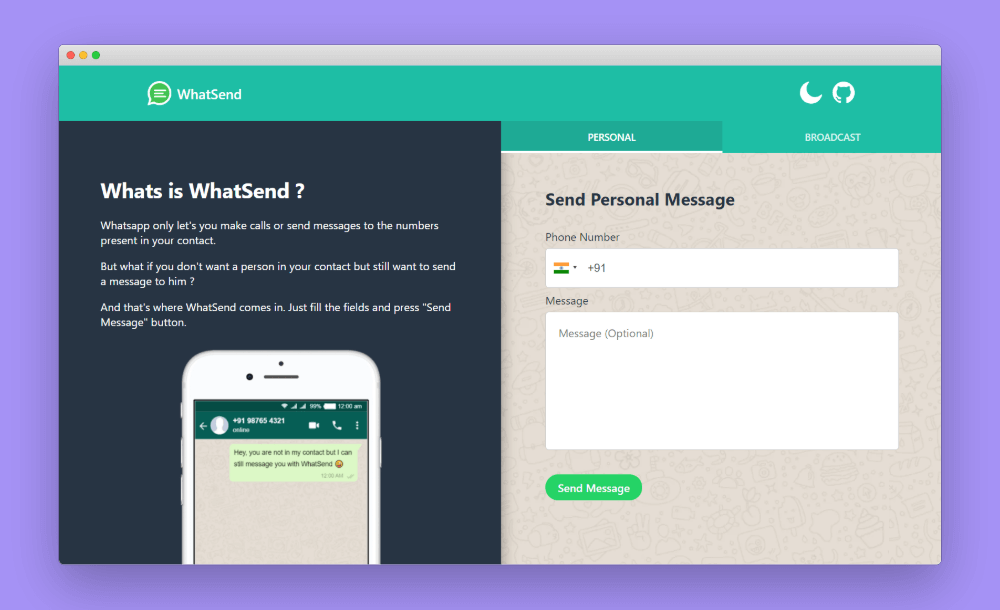 WhatSend
PERSONAL
BROADCAST
Whats is WhatSend ?
Whatsapp only let's you make calls or send messages to the numbers
present in your contact.
But what if you don't want a person in your contact but still want to send
a message to him ?
And that's where WhatSend comes in. Just fill the fields and press "Send
Message" button.
99% 12:00 am
+91 98765 4321
online
Hey, you are not in my contact but I can
still message you with WhatSend 😄
Send Personal Message
Phone Number
+91
Message
Message (Optional)
Send Message